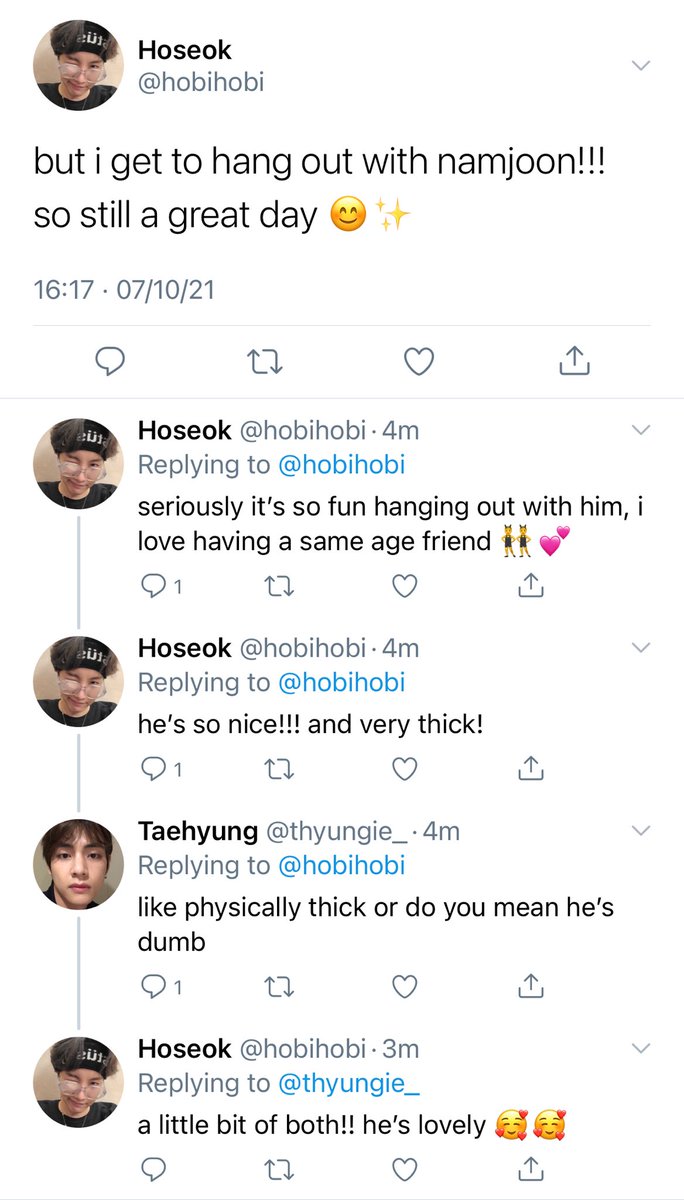 Hoseok
@hobihobi
but i get to hang out with namjoon!!!
so still a great day 😊✨
16:17 · 07/10/21
Hoseok @hobihobi · 4m
Replying to @hobihobi
seriously it’s so fun hanging out with him, i
love having a same age friend 👯💕
1
Hoseok @hobihobi · 4m
Replying to @hobihobi
he’s so nice!!! and very thick!
1
Taehyung @thyungie_ · 4m
Replying to @hobihobi
like physically thick or do you mean he’s
dumb
1
Hoseok @hobihobi · 3m
Replying to @thyungie_
a little bit of both!! he’s lovely 🥰🥰